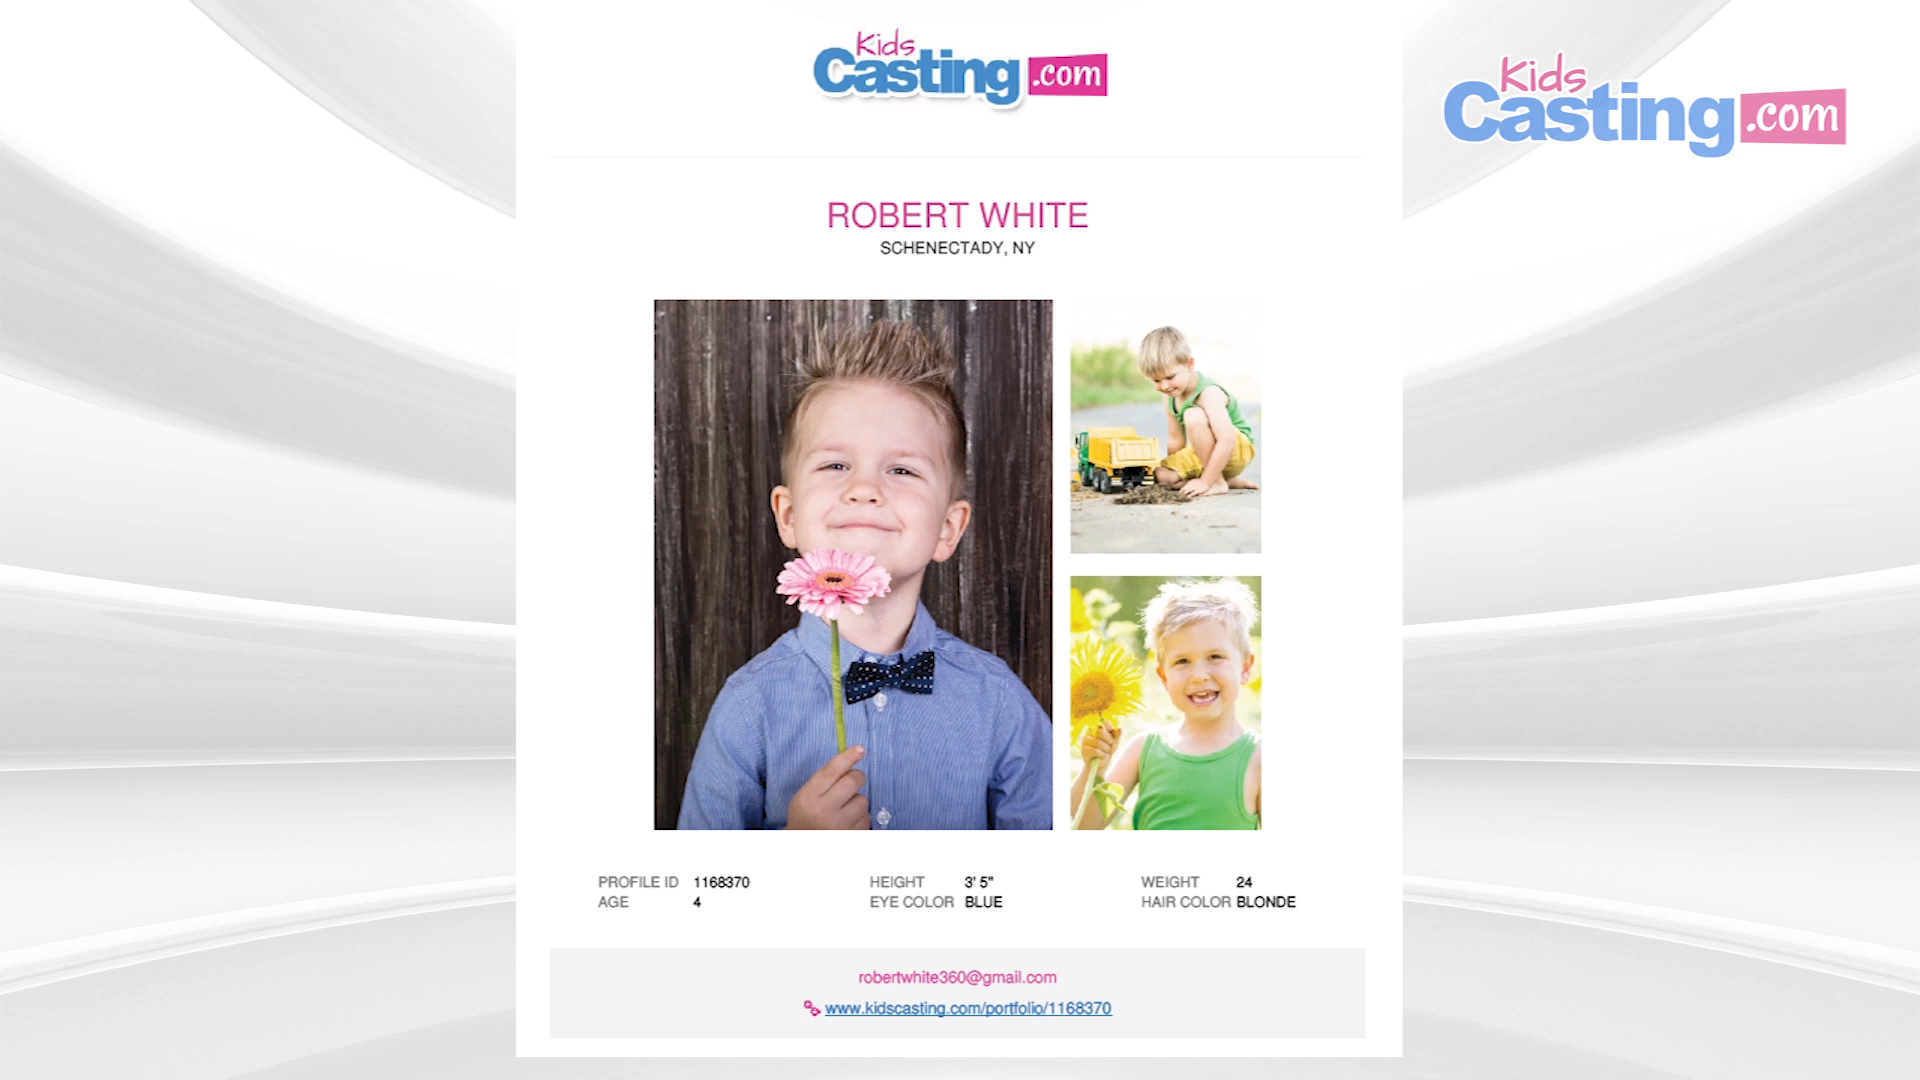 Kids
Casting.com
Kids
Casting.com
ROBERT WHITE
SCHENECTADY, NY
PROFILE ID 1168370 HEIGHT 3' 5" WEIGHT 24
AGE 4 EYE COLOR BLUE HAIR COLOR BLONDE
robertwhite360@gmail.com
www.kidscasting.com/portfolio/1168370